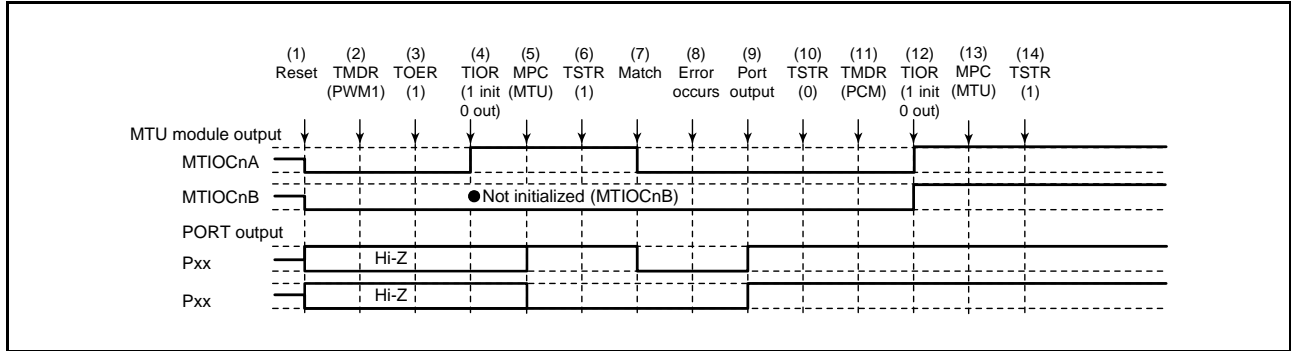 (1) (2) (3) (4) (5) (6) (7) (8) (9) (10) (11) (12) (13) (14)
Reset TMDR TOER TIOR MPC TSTR Match Error Port TSTR TMDR TIOR MPC TSTR
(PWM1) (1) (1 init (MTU) (1) occurs output (0) (PCM) (1 init (MTU) (1)
0 out) 0 out)
MTU module output
MTIOCnA
MTIOCnB ●Not initialized (MTIOCnB)
PORT output
Pxx Hi-Z
Pxx Hi-Z